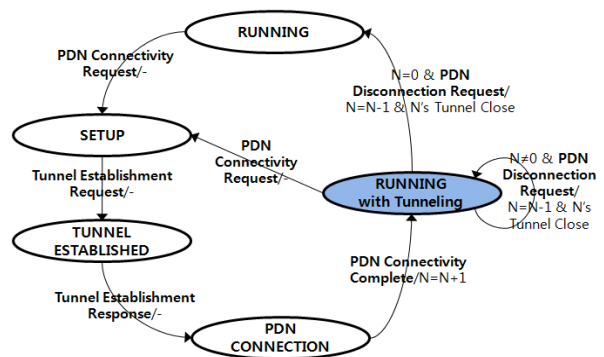 RUNNING
PDN Connectivity
Request/-
N=0 & PDN
Disconnection Request/
N=N-1 & N's Tunnel Close
SETUP
PDN
Connectivity
Request/-
N≠0 & PDN
Disconnection
Request/
N=N-1 & N's
Tunnel Close
Tunnel Establishment
Request/-
RUNNING
with Tunneling
TUNNEL
ESTABLISHED
PDN Connectivity
Complete/N=N+1
Tunnel Establishment
Response/-
PDN
CONNECTION